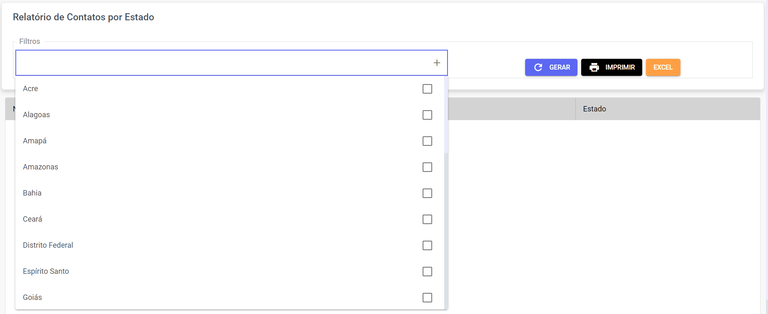 Relatório de Contatos por Estado
Filtros
GERAR IMPRIMIR EXCEL
Estado
Acre
Alagoas
Amapá
Amazonas
Bahia
Ceará
Distrito Federal
Espírito Santo
Goiás